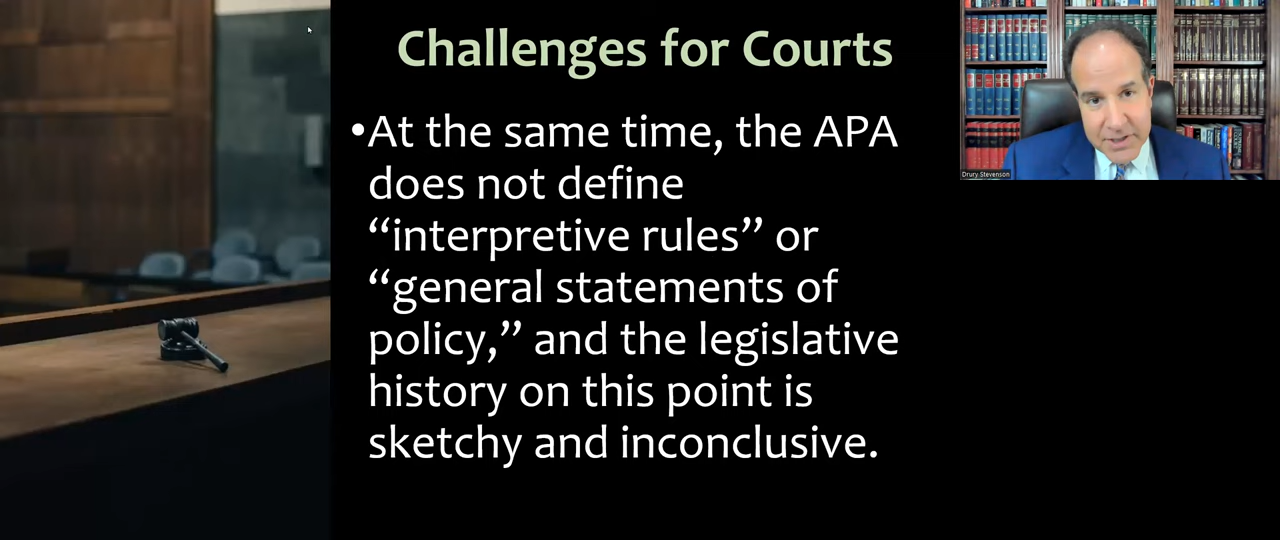 Challenges for Courts
•At the same time, the APA
does not define
“interpretive rules” or
“general statements of
policy,” and the legislative
history on this point is
sketchy and inconclusive.
Drury Stevenson